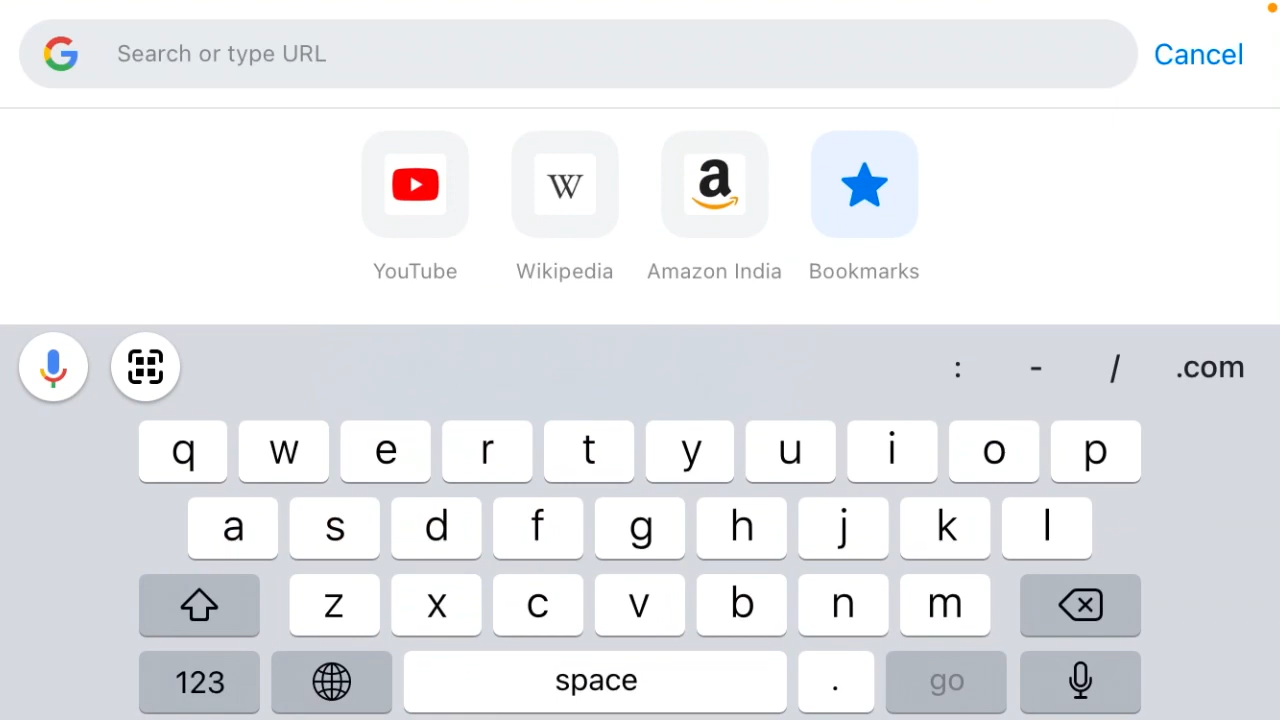 Search or type URL Cancel
W a
YouTube Wikipedia Amazon India Bookmarks
: - / .com
q w e r t y u i o p
a s d f g h j k l
z x c v b n m
123 space . go